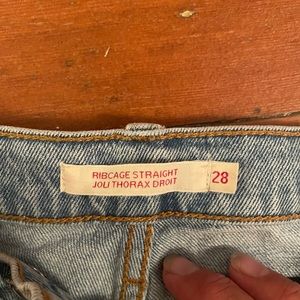 RIBCAGE STRAIGHT
JOLI THORAX DROIT
28